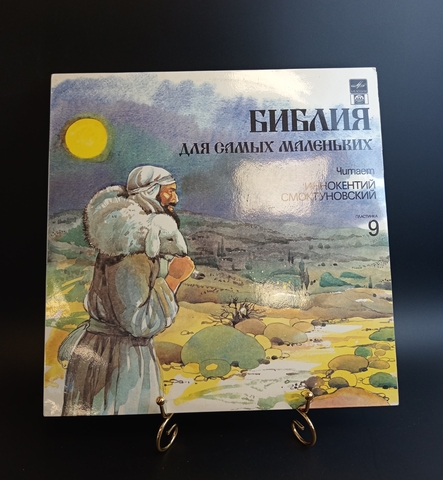 БИБЛИЯ
ДЛЯ САМЫХ МАЛЕНЬКИХ
Читает
ИННОКЕНТИЙ
СМОКТУНОВСКИЙ
ПЛАСТИНКА
9